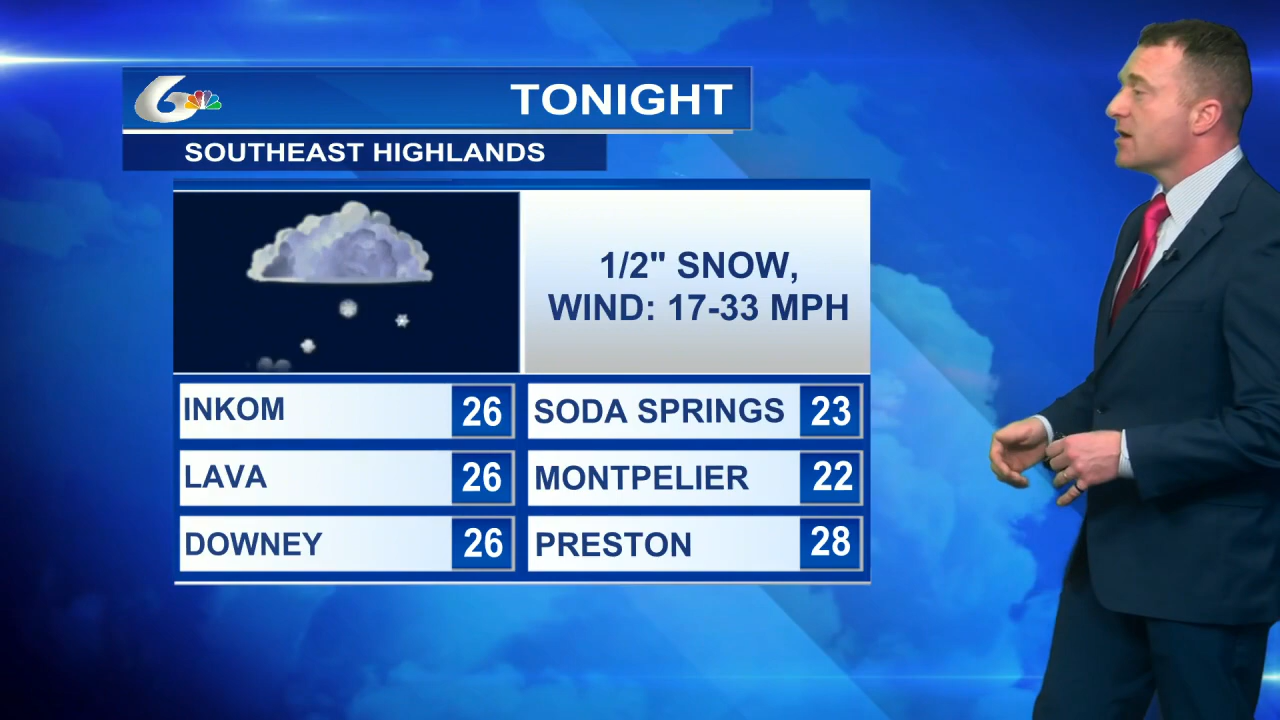 6
TONIGHT
SOUTHEAST HIGHLANDS
1/2" SNOW,
WIND: 17-33 MPH
INKOM 26
SODA SPRINGS 23
LAVA 26
MONTPELIER 22
DOWNEY 26
PRESTON 28